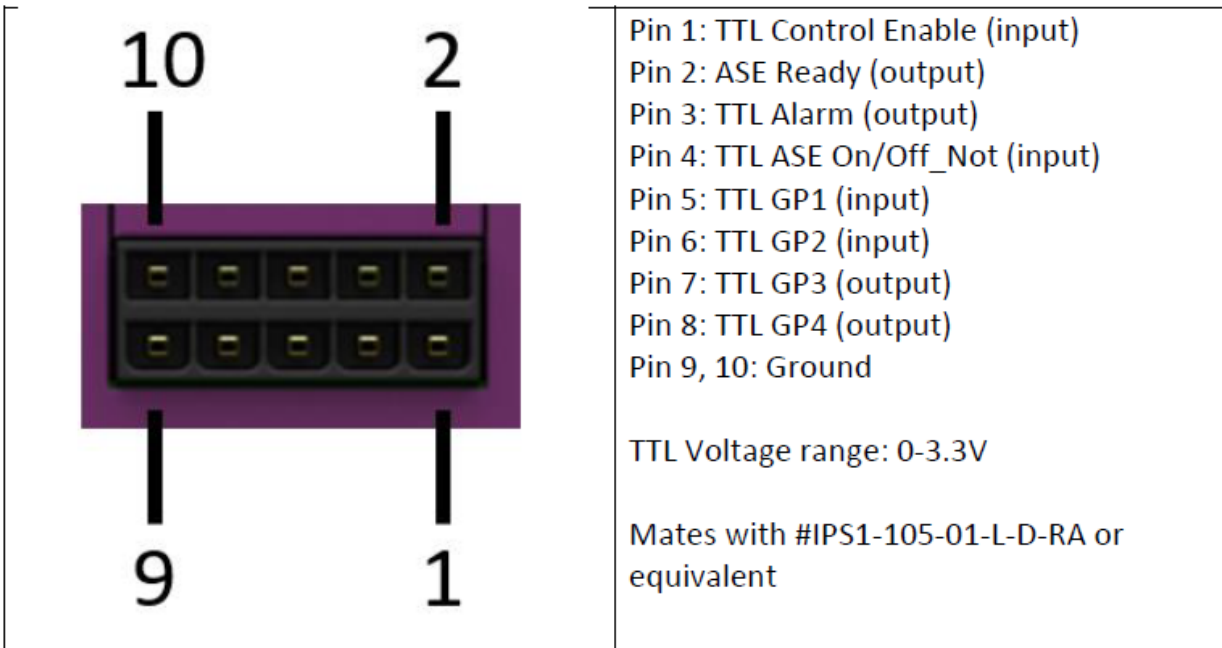 10 2
9 1
Pin 1: TTL Control Enable (input)
Pin 2: ASE Ready (output)
Pin 3: TTL Alarm (output)
Pin 4: TTL ASE On/Off_Not (input)
Pin 5: TTL GP1 (input)
Pin 6: TTL GP2 (input)
Pin 7: TTL GP3 (output)
Pin 8: TTL GP4 (output)
Pin 9, 10: Ground
TTL Voltage range: 0-3.3V
Mates with #IPS1-105-01-L-D-RA or
equivalent